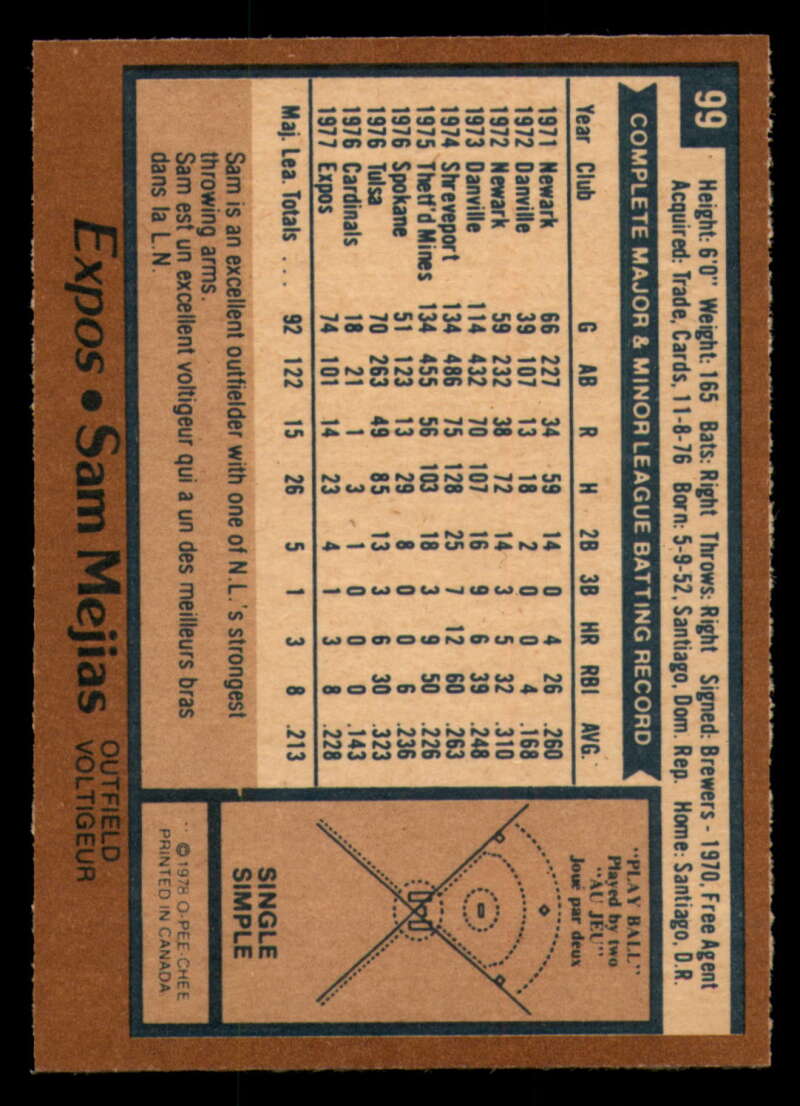 99
Height: 6'0" Weight: 165 Bats: Right Throws: Right Signed: Brewers - 1970, Free Agent
Acquired: Trade, Cards, 11-8-76 Born: 5-9-52, Santiago, Dom. Rep. Home: Santiago, D.R.
COMPLETE MAJOR & MINOR LEAGUE BATTING RECORD
Year Club G AB R H 2B 3B HR RBI AVG.
1971 Newark 66 227 34 59 14 0 4 26 .260
1972 Danville 39 107 13 18 2 0 0 4 .168
1972 Newark 59 232 38 72 14 3 5 32 .310
1973 Danville 114 432 70 107 16 9 6 39 .248
1974 Shreveport 134 486 75 128 25 7 12 60 .263
1975 Thetf'd Mines 134 455 56 103 18 3 9 50 .226
1976 Spokane 51 123 13 29 8 0 0 6 .236
1976 Tulsa 70 263 49 85 13 3 6 30 .323
1976 Cardinals 18 21 1 3 1 0 0 0 .143
1977 Expos 74 101 14 23 4 1 3 8 .228
Maj. Lea. Totals ... 92 122 15 26 5 1 3 8 .213
Sam is an excellent outfielder with one of N.L.'s strongest
throwing arms.
Sam est un excellent voltigeur qui a un des meilleurs bras
dans la L.N.
"PLAY BALL"
Played by two
"AU JEU"
Joué par deux
SINGLE
SIMPLE
© 1978 O-PEE-CHEE
PRINTED IN CANADA
Expos • Sam Mejias
OUTFIELD
VOLTIGEUR